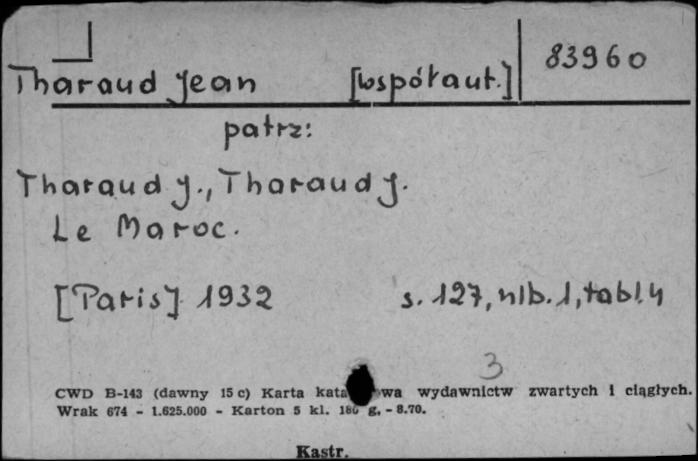 Tharaud Jean [współaut.] 83960
patrz:
Tharaud J., Tharaud J.
Le Maroc.
[Paris] 1932 s. 127, nlb. 1, tabl. 4
3
CWD B-143 (dawny 15 c) Karta kata wa wydawnictw zwartych i ciągłych.
Wrak 674 - 1.625.000 - Karton 5 kl. 180 g. - 8.70.
Kastr.